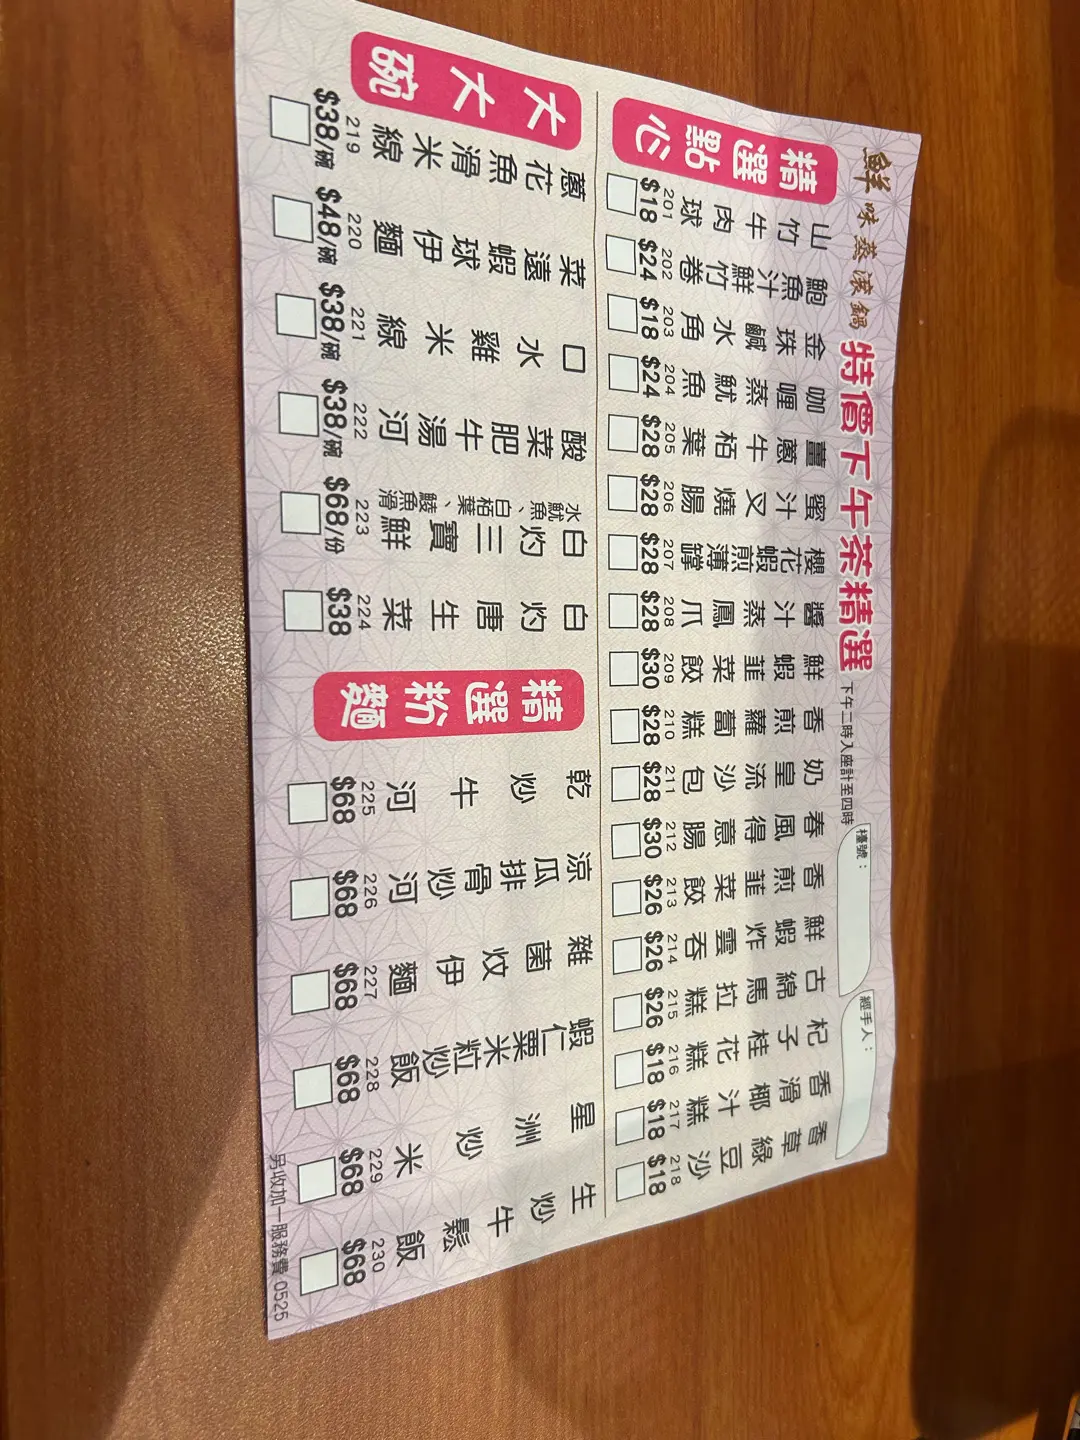 鮮味蒸滾鍋 特價下午茶精選 下午二時入座計至四時
檯號：
經手人：
精選點心
山竹牛肉球 201 $18
鮑魚汁鮮竹卷 202 $24
金珠鹹水角 203 $18
咖喱蒸魷魚 204 $24
薑蔥牛栢葉 205 $28
蜜汁叉燒腸 206 $28
櫻花蝦煎薄罉 207 $28
醬汁蒸鳳爪 208 $28
鮮蝦韮菜餃 209 $30
香煎蘿蔔糕 210 $28
奶皇流沙包 211 $28
春風得意腸 212 $30
香煎韮菜餃 213 $26
鮮蝦炸雲吞 214 $26
古綿馬拉糕 215 $26
杞子桂花糕 216 $18
香滑椰汁糕 217 $18
香草綠豆沙 218 $18
大大碗
蔥花魚滑米線 219 $38/碗
菜遠蝦球伊麵 220 $48/碗
口水雞米線 221 $38/碗
酸菜肥牛湯河 222 $38/碗
白灼三寶鮮 223 $68/份
水魷魚、白栢葉、鯪魚滑
白灼唐生菜 224 $38
精選粉麵
乾炒牛河 225 $68
涼瓜排骨炒河 226 $68
雜菌炆伊麵 227 $68
蝦仁粟米粒炒飯 228 $68
星洲炒米 229 $68
生炒牛鬆飯 230 $68
另收加一服務費 0525